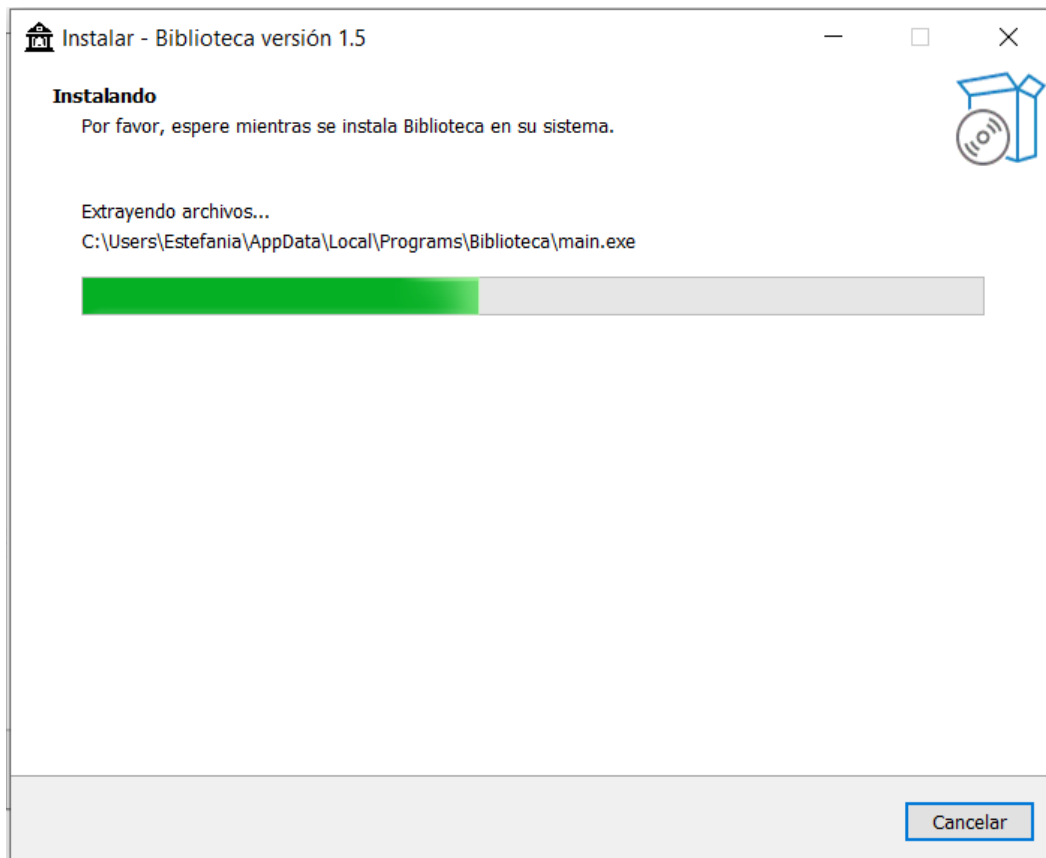 Instalar - Biblioteca versión 1.5
Instalando
Por favor, espere mientras se instala Biblioteca en su sistema.
Extrayendo archivos...
C:\Users\Estefania\AppData\Local\Programs\Biblioteca\main.exe
Cancelar